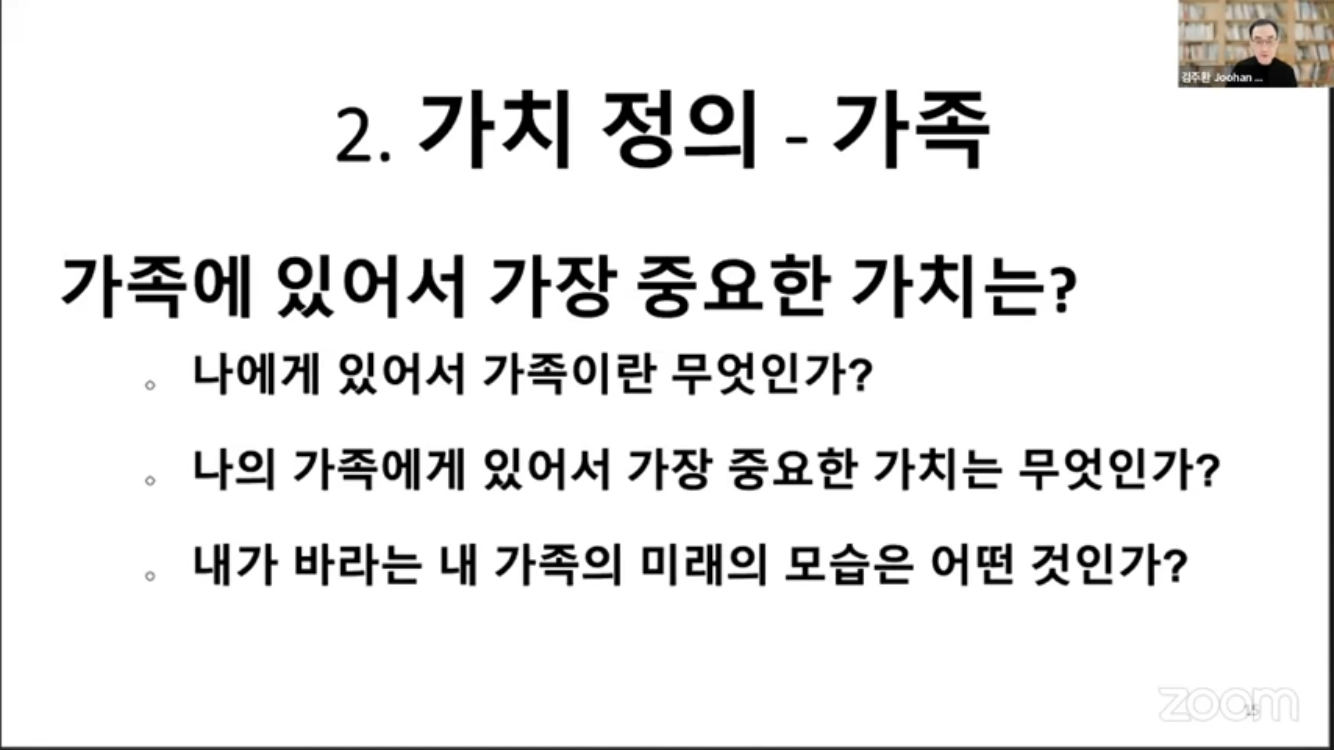 김주환 Joohan ...
2. 가치 정의 - 가족
가족에 있어서 가장 중요한 가치는?
나에게 있어서 가족이란 무엇인가?
나의 가족에게 있어서 가장 중요한 가치는 무엇인가?
내가 바라는 내 가족의 미래의 모습은 어떤 것인가?
zoom